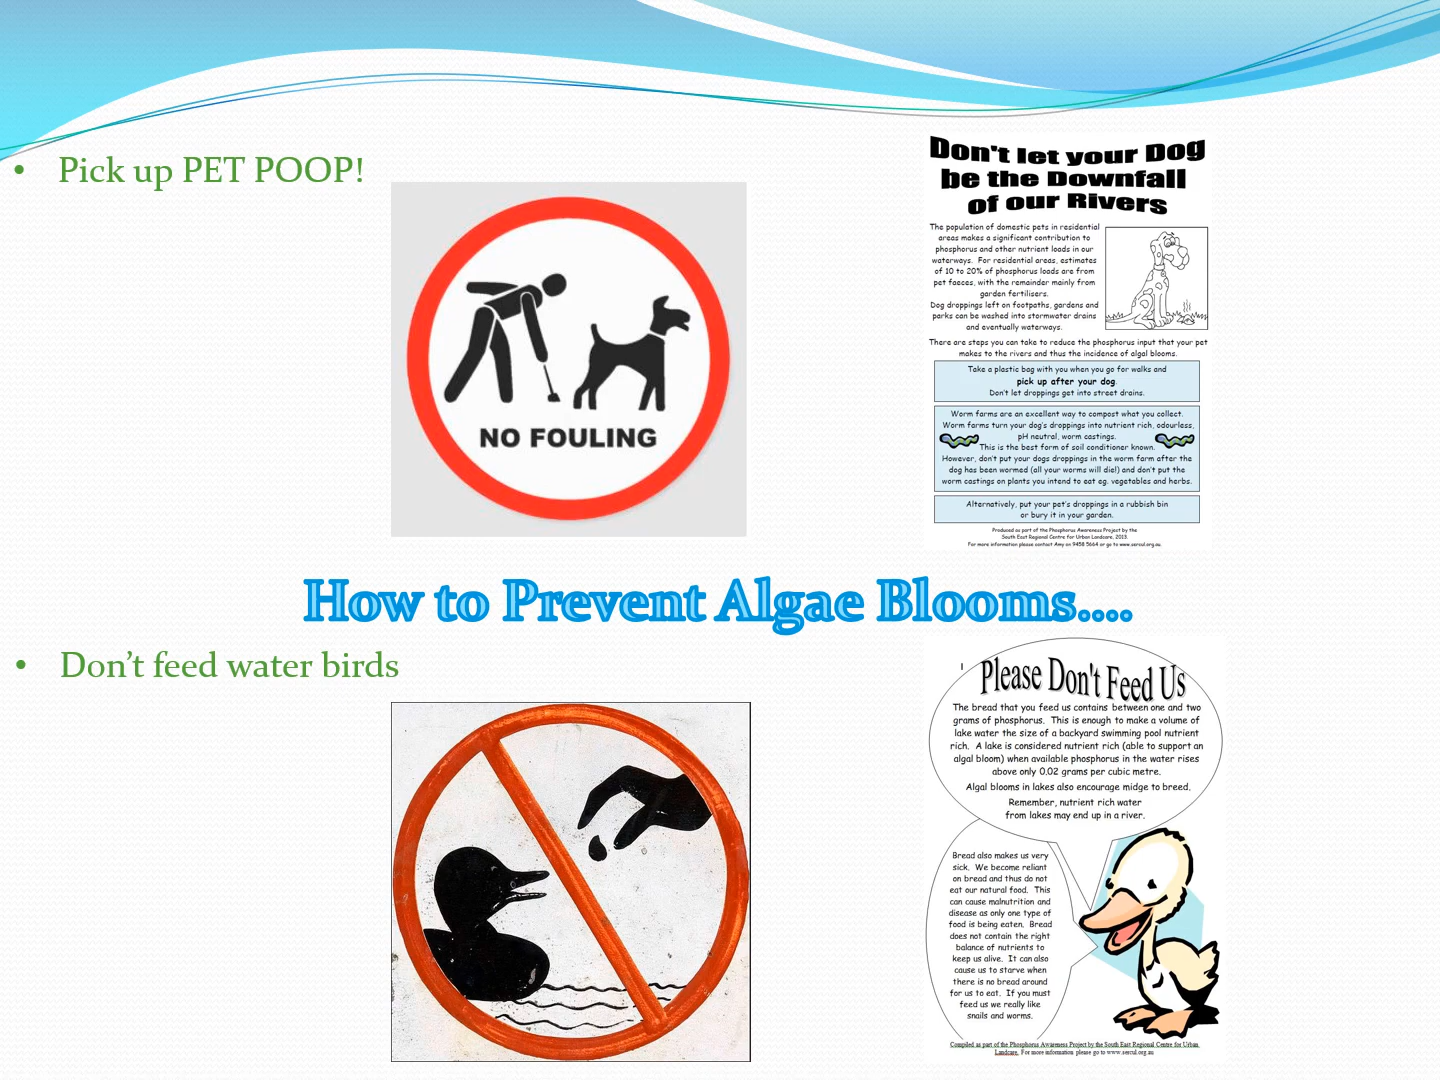 • Pick up PET POOP!
NO FOULING
Don't let your Dog
be the Downfall
of our Rivers
The population of domestic pets in residential
areas makes a significant contribution to
phosphorus and other nutrient loads in our
waterways. For residential areas, estimates
of 10 to 20% of phosphorus loads are from
pet faeces, with the remainder mainly from
garden fertilisers.
Dog droppings left on footpaths, gardens and
parks can be washed into stormwater drains
and eventually waterways.
There are steps you can take to reduce the phosphorus input that your pet
makes to the rivers and thus the incidence of algal blooms.
Take a plastic bag with you when you go for walks and
pick up after your dog.
Don't let droppings get into street drains.
Worm farms are an excellent way to compost what you collect.
Worm farms turn your dog's droppings into nutrient rich, odourless,
pH neutral, worm castings.
This is the best form of soil conditioner known.
However, don't put your dogs droppings in the worm farm after the
dog has been wormed (all your worms will die!) and don't put the
worm castings on plants you intend to eat eg. vegetables and herbs.
Alternatively, put your pet's droppings in a rubbish bin
or bury it in your garden.
Produced as part of the Phosphorus Awareness Project by the
South East Regional Centre for Urban Landcare, 2013.
For more information please contact Amy on 9458 5664 or go to www.sercul.org.au.
How to Prevent Algae Blooms....
• Don't feed water birds
Please Don't Feed Us
The bread that you feed us contains between one and two
grams of phosphorus. This is enough to make a volume of
lake water the size of a backyard swimming pool nutrient
rich. A lake is considered nutrient rich (able to support an
algal bloom) when available phosphorus in the water rises
above only 0.02 grams per cubic metre.
Algal blooms in lakes also encourage midge to breed.
Remember, nutrient rich water
from lakes may end up in a river.
Bread also makes us very
sick. We become reliant
on bread and thus do not
eat our natural food. This
can cause malnutrition and
disease as only one type of
food is being eaten. Bread
does not contain the right
balance of nutrients to
keep us alive. It can also
cause us to starve when
there is no bread around
for us to eat. If you must
feed us we really like
snails and worms.
Compiled as part of the Phosphorus Awareness Project by the South East Regional Centre for Urban
Landcare. For more information please go to www.sercul.org.au